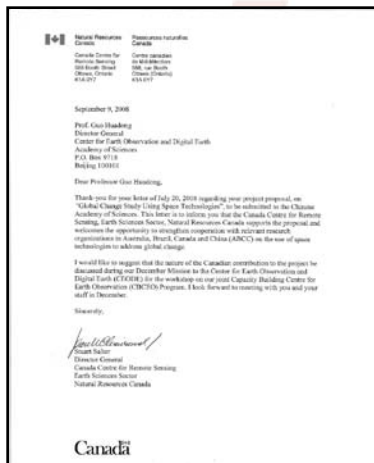 Natural Resources Canada
Ressources naturelles Canada
Canada Centre for Remote Sensing
588 Booth Street
Ottawa, Ontario
K1A 0Y7
Centre canadien de télédétection
588, rue Booth
Ottawa (Ontario)
K1A 0Y7
September 9, 2008
Prof. Guo Huadong
Director General
Center for Earth Observation and Digital Earth
Academy of Sciences
P.O. Box 9718
Beijing 100101
Dear Professor Guo Huadong,
Thank you for your letter of July 20, 2008 regarding your project proposal, on
"Global Change Study Using Space Technologies", to be submitted to the Chinese
Academy of Sciences. This letter is to inform you that the Canada Centre for Remote
Sensing, Earth Sciences Sector, Natural Resources Canada supports the proposal and
welcomes the opportunity to strengthen cooperation with relevant research
organizations in Australia, Brazil, Canada and China (ABCC) on the use of space
technologies to address global change.
I would like to suggest that the nature of the Canadian contribution to the project be
discussed during our December Mission to the Center for Earth Observation and
Digital Earth (CEODE) for the workshop on our joint Capacity Building Centre for
Earth Observation (CBCEO) Program. I look forward to meeting with you and your
staff in December.
Sincerely,
Stuart Salter
Director General
Canada Centre for Remote Sensing
Earth Sciences Sector
Natural Resources Canada
Canada